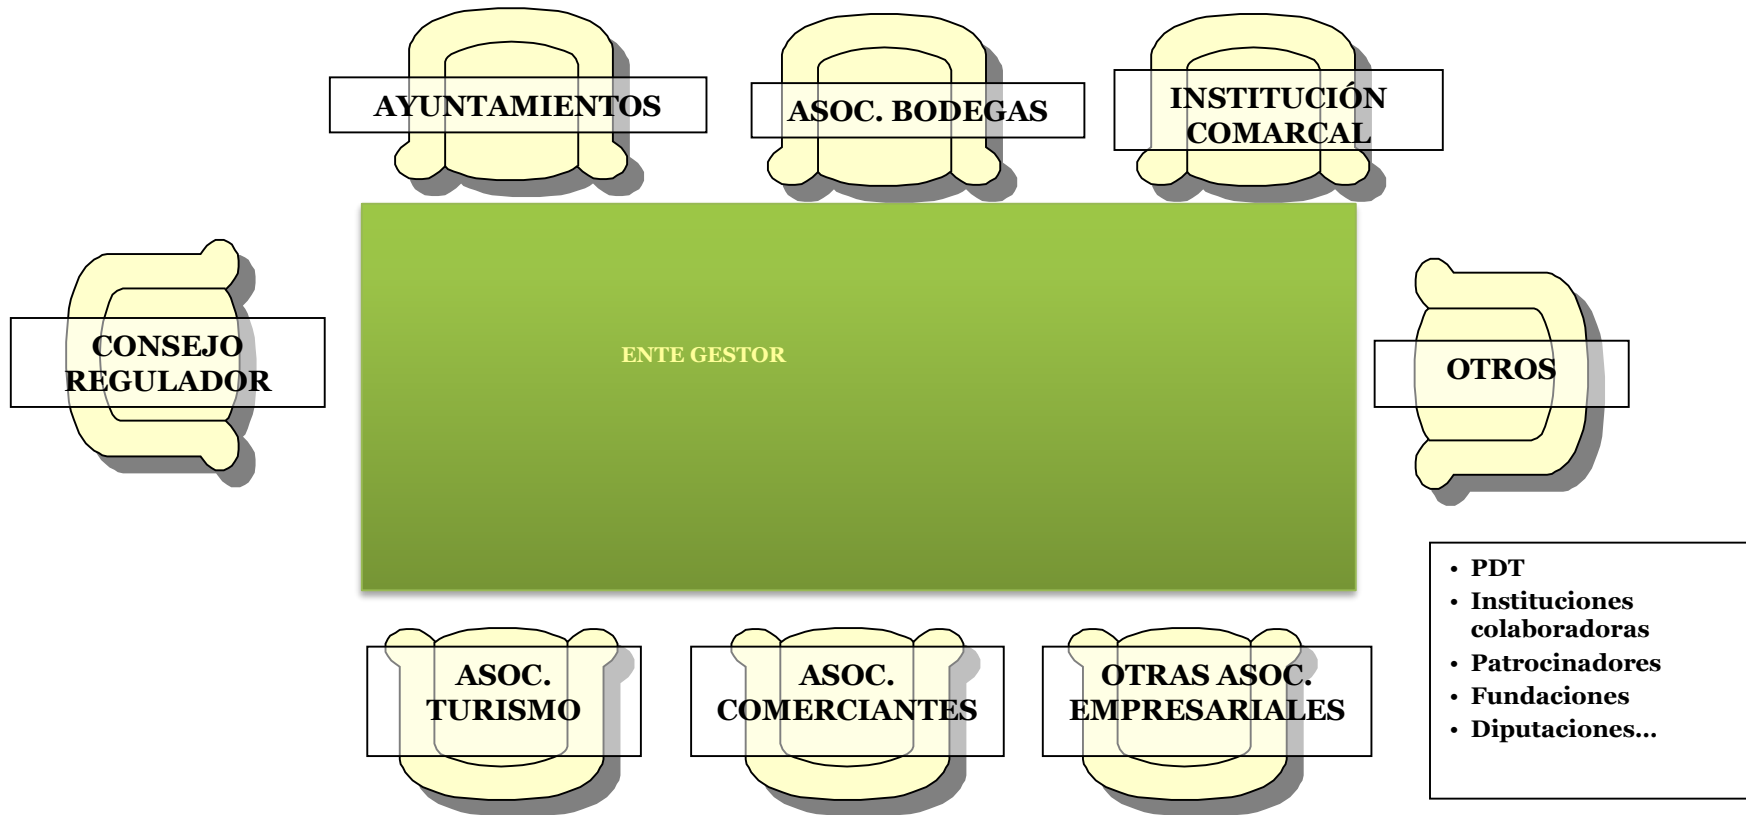 AYUNTAMIENTOS
ASOC. BODEGAS
INSTITUCIÓN
COMARCAL
CONSEJO
REGULADOR
ENTE GESTOR
OTROS
ASOC.
TURISMO
ASOC.
COMERCIANTES
OTRAS ASOC.
EMPRESARIALES
• PDT
• Instituciones
colaboradoras
• Patrocinadores
• Fundaciones
• Diputaciones...